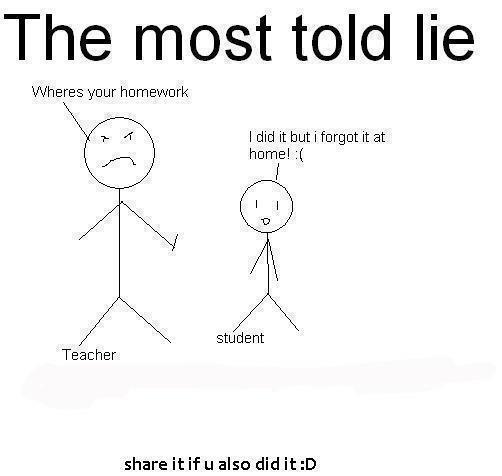 The most told lie
Wheres your homework
I did it but i forgot it at
home! :(
student
Teacher
share it if u also did it :D